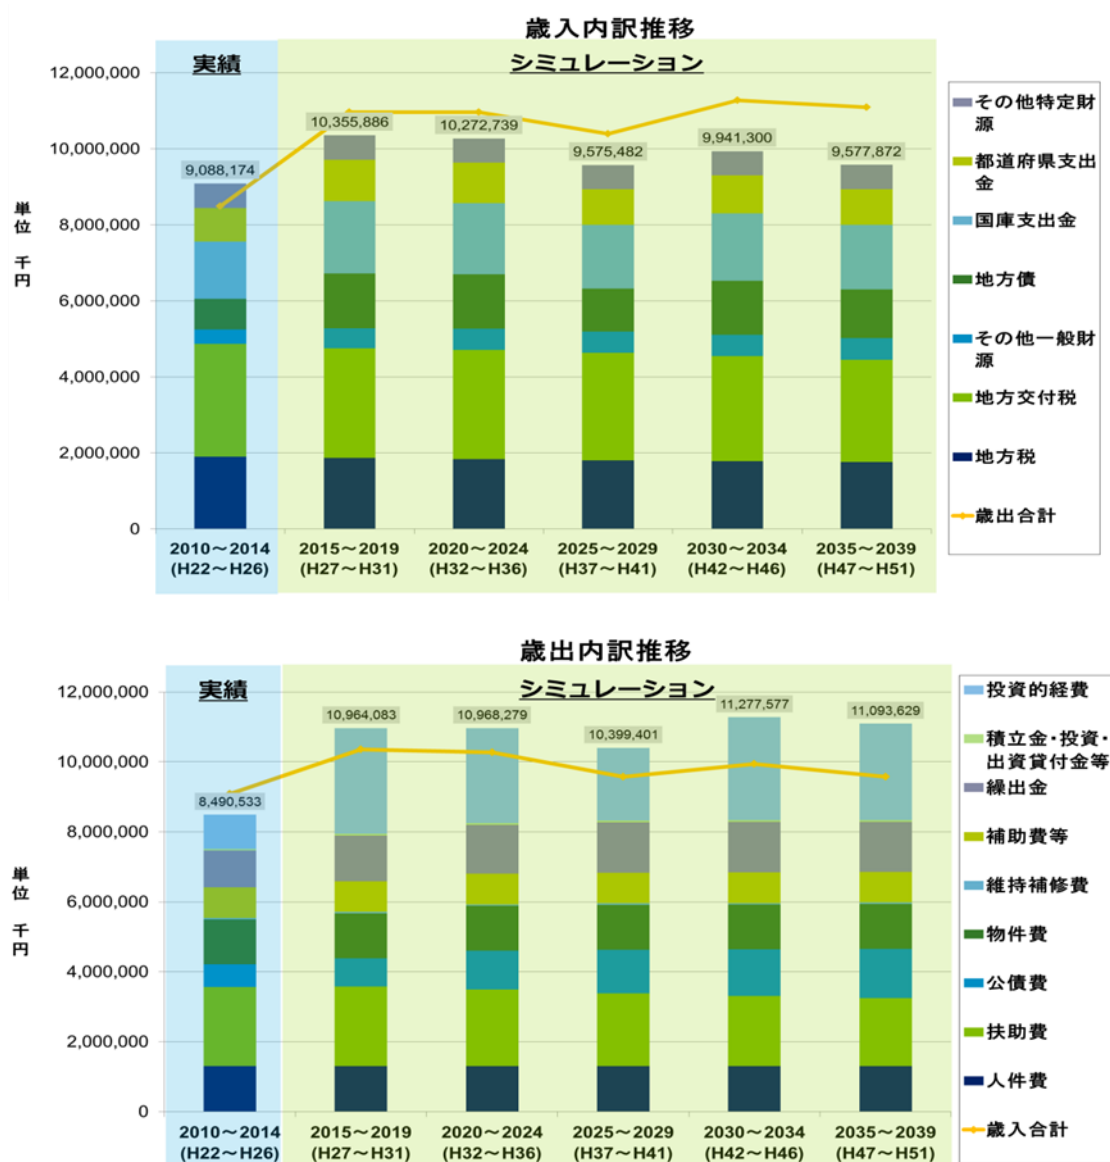 歳入内訳推移
実績
シミュレーション
12,000,000
10,000,000
8,000,000
6,000,000
4,000,000
2,000,000
0
単位 千円
9,088,174
10,355,886
10,272,739
9,575,482
9,941,300
9,577,872
2010～2014
(H22～H26)
2015～2019
(H27～H31)
2020～2024
(H32～H36)
2025～2029
(H37～H41)
2030～2034
(H42～H46)
2035～2039
(H47～H51)
その他特定財
源
都道府県支出
金
国庫支出金
地方債
その他一般財
源
地方交付税
地方税
歳出合計
歳出内訳推移
実績
シミュレーション
12,000,000
10,000,000
8,000,000
6,000,000
4,000,000
2,000,000
0
単位 千円
8,490,533
10,964,083
10,968,279
10,399,401
11,277,577
11,093,629
2010～2014
(H22～H26)
2015～2019
(H27～H31)
2020～2024
(H32～H36)
2025～2029
(H37～H41)
2030～2034
(H42～H46)
2035～2039
(H47～H51)
投資的経費
積立金・投資・
出資貸付金等
繰出金
補助費等
維持補修費
物件費
公債費
扶助費
人件費
歳入合計